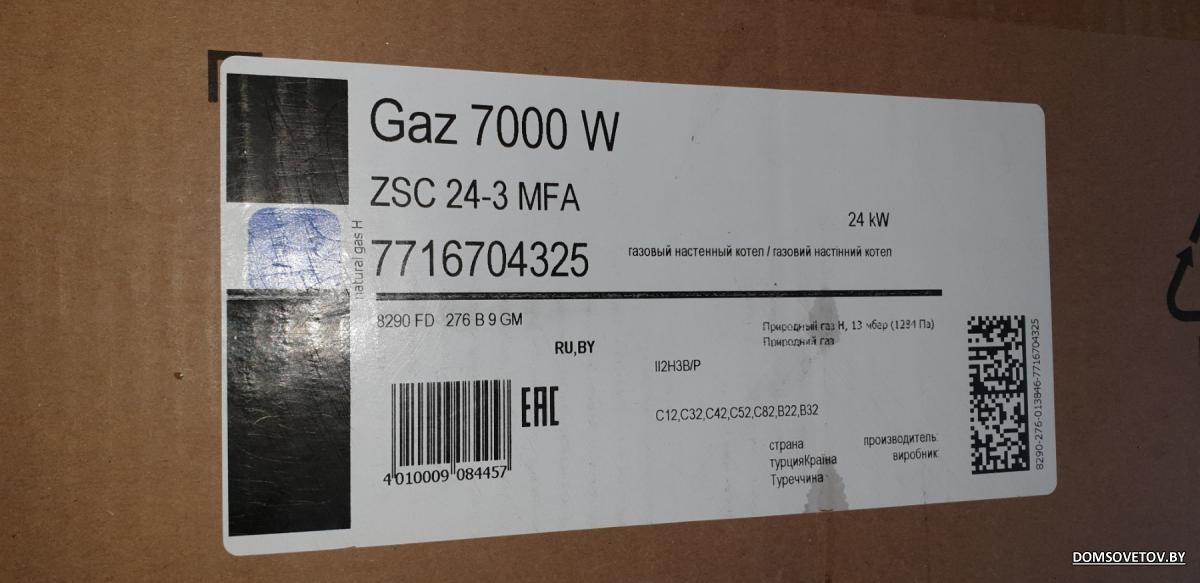 Gaz 7000 W
ZSC 24-3 MFA
24 kW
natural gas H
7716704325
газовый настенный котел / газовий настінний котел
8290 FD 276 B 9 GM
Природный газ H, 13 мбар (1284 Па)
Природний газ
RU,BY
II2H3B/P
EAC
C12,C32,C42,C52,C82,B22,B32
страна производитель:
турцияКраіна виробник:
Туреччина
4 010009 084457
8290-276-013846-7716704325
DOMSOVETOV.BY